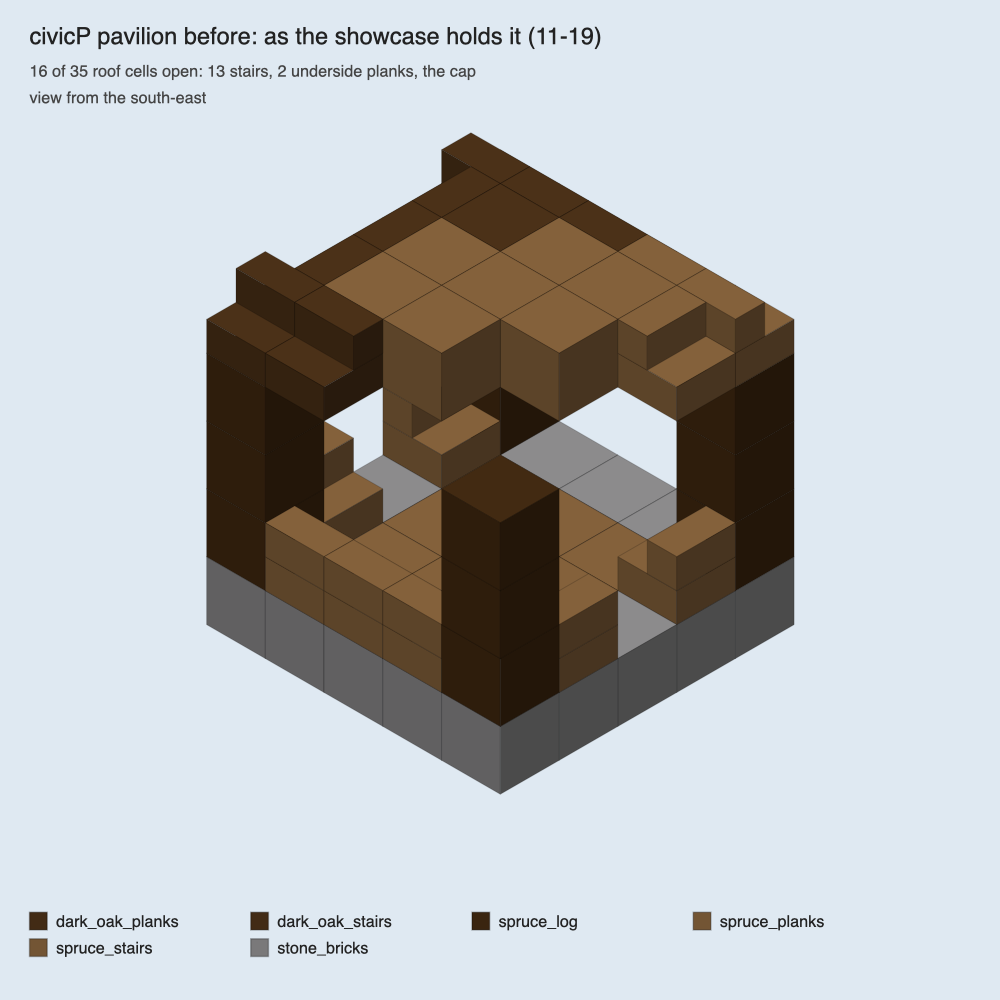 civicP pavilion before: as the showcase holds it (11-19)
16 of 35 roof cells open: 13 stairs, 2 underside planks, the cap
view from the south-east
dark_oak_planks dark_oak_stairs spruce_log spruce_planks
spruce_stairs stone_bricks